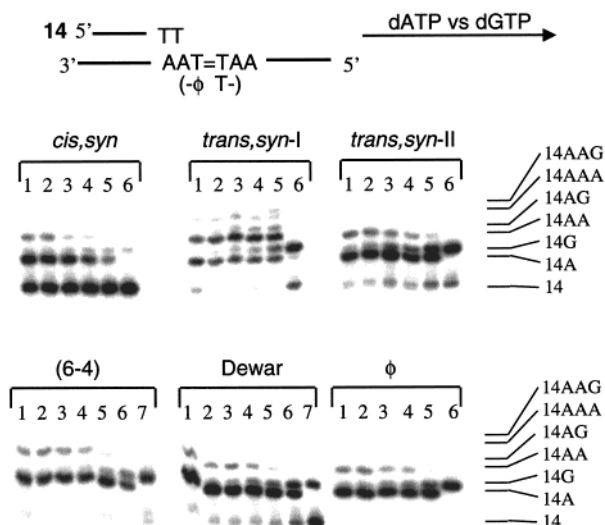 14 5' TT dATP vs dGTP
3' AAT=TAA 5'
(-ϕ T-)
cis,syn trans,syn-I trans,syn-II
1 2 3 4 5 6 1 2 3 4 5 6 1 2 3 4 5 6
14AAG
14AAA
14AG
14AA
14G
14A
14
(6-4) Dewar ϕ
1 2 3 4 5 6 7 1 2 3 4 5 6 7 1 2 3 4 5 6
14AAG
14AAA
14AG
14AA
14G
14A
14